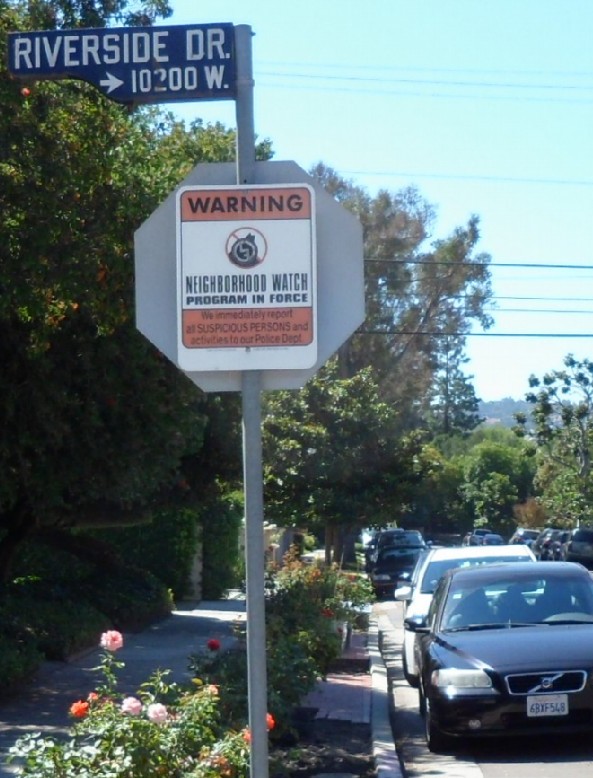 RIVERSIDE DR.
→ 10200 W.
WARNING
NEIGHBORHOOD WATCH
PROGRAM IN FORCE
We immediately report
all SUSPICIOUS PERSONS and
activities to our Police Dept.
6BXF548